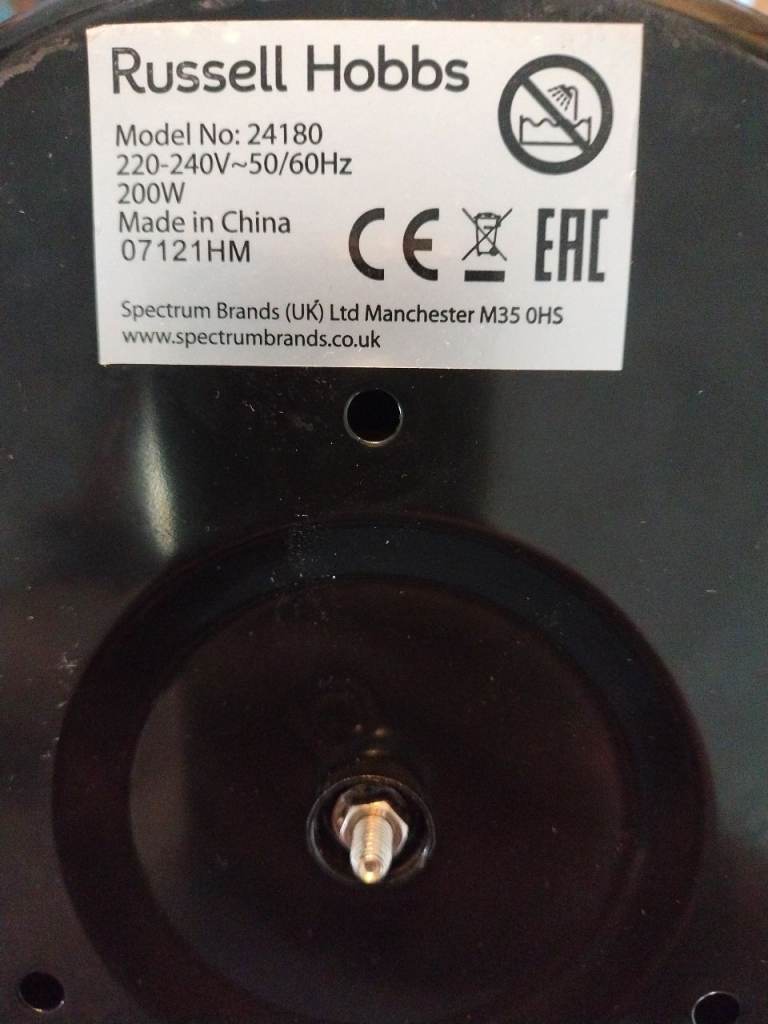 Russell Hobbs
Model No: 24180
220-240V~50/60Hz
200W
Made in China
07121HM
CE EAC
Spectrum Brands (UK) Ltd Manchester M35 0HS
www.spectrumbrands.co.uk